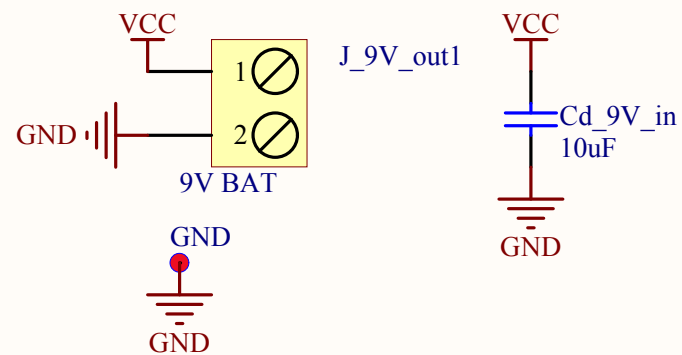 VCC
1
J_9V_out1
GND
2
9V BAT
GND
GND
VCC
Cd_9V_in
10uF
GND